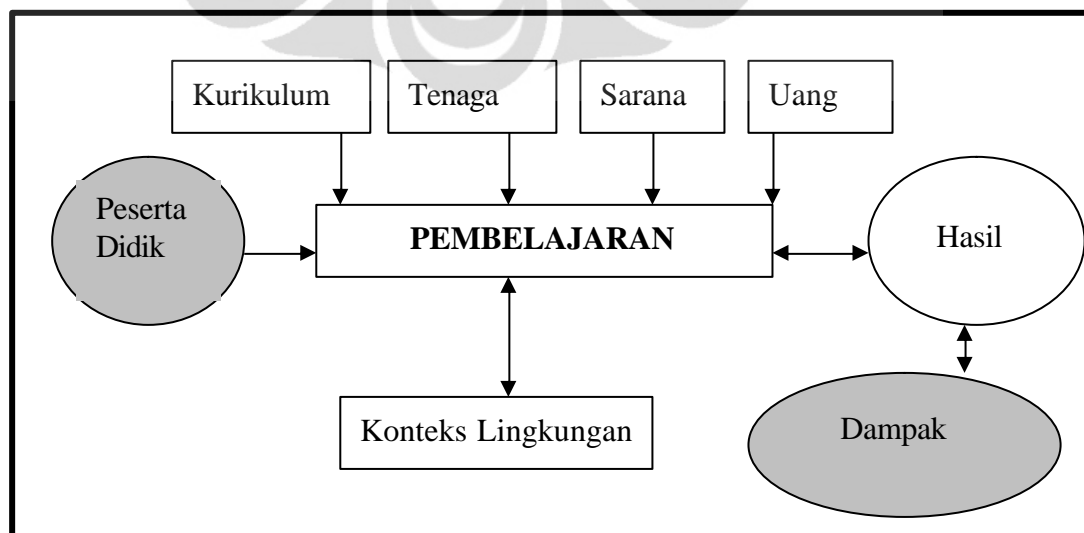 Kurikulum
Tenaga
Sarana
Uang
Peserta
Didik
PEMBELAJARAN
Hasil
Konteks Lingkungan
Dampak